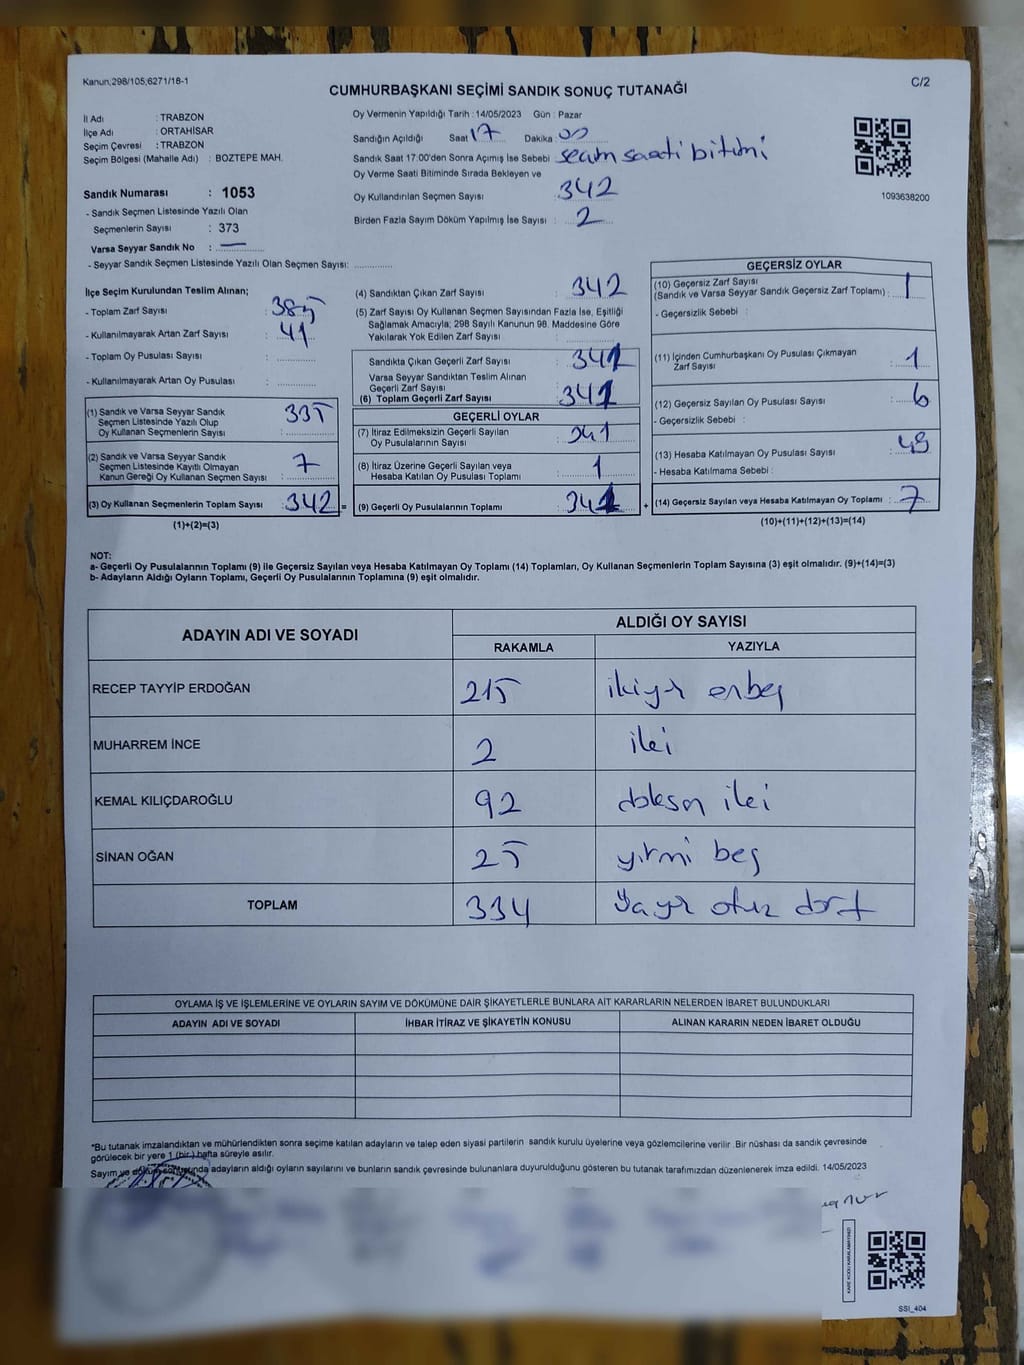 Kanun;298/105,6271/18-1
C/2
CUMHURBAŞKANI SEÇİMİ SANDIK SONUÇ TUTANAĞI
İl Adı : TRABZON
İlçe Adı : ORTAHİSAR
Seçim Çevresi : TRABZON
Seçim Bölgesi (Mahalle Adı) : BOZTEPE MAH.
Sandık Numarası : 1053
- Sandık Seçmen Listesinde Yazılı Olan
Seçmenlerin Sayısı : 373
Varsa Seyyar Sandık No : —
- Seyyar Sandık Seçmen Listesinde Yazılı Olan Seçmen Sayısı:
Oy Vermenin Yapıldığı Tarih : 14/05/2023 Gün : Pazar
Sandığın Açıldığı Saat 17 Dakika : 00
Sandık Saat 17:00'den Sonra Açımış İse Sebebi
Oy Verme Saati Bitiminde Sırada Bekleyen ve
Oy Kullandırılan Seçmen Sayısı : 342
Birden Fazla Sayım Döküm Yapılmış İse Sayısı : 2
1093638200
İlçe Seçim Kurulundan Teslim Alınan;
- Toplam Zarf Sayısı : 385
- Kullanılmayarak Artan Zarf Sayısı : 41
- Toplam Oy Pusulası Sayısı :
- Kullanılmayarak Artan Oy Pusulası :
(1) Sandık ve Varsa Seyyar Sandık
Seçmen Listesinde Yazılı Olup
Oy Kullanan Seçmenlerin Sayısı : 335
(2) Sandık ve Varsa Seyyar Sandık
Seçmen Listesinde Kayıtlı Olmayan
Kanun Gereği Oy Kullanan Seçmen Sayısı : 7
(3) Oy Kullanan Seçmenlerin Toplam Sayısı : 342 =
(1)+(2)=(3)
(4) Sandıktan Çıkan Zarf Sayısı : 342
(5) Zarf Sayısı Oy Kullanan Seçmen Sayısından Fazla İse, Eşitliği
Sağlamak Amacıyla; 298 Sayılı Kanunun 98. Maddesine Göre
Yakılarak Yok Edilen Zarf Sayısı :
Sandıkta Çıkan Geçerli Zarf Sayısı : 341
Varsa Seyyar Sandıktan Teslim Alınan
Geçerli Zarf Sayısı :
(6) Toplam Geçerli Zarf Sayısı : 341
GEÇERLİ OYLAR
(7) İtiraz Edilmeksizin Geçerli Sayılan
Oy Pusulalarının Sayısı : 341
(8) İtiraz Üzerine Geçerli Sayılan veya
Hesaba Katılan Oy Pusulası Toplamı : 1
(9) Geçerli Oy Pusulalarının Toplamı : +
GEÇERSİZ OYLAR
(10) Geçersiz Zarf Sayısı
(Sandık ve Varsa Seyyar Sandık Geçersiz Zarf Toplamı) : 1
- Geçersizlik Sebebi :
(11) İçinden Cumhurbaşkanı Oy Pusulası Çıkmayan
Zarf Sayısı : 1
(12) Geçersiz Sayılan Oy Pusulası Sayısı : 6
- Geçersizlik Sebebi :
(13) Hesaba Katılmayan Oy Pusulası Sayısı :
- Hesaba Katılmama Sebebi :
(14) Geçersiz Sayılan veya Hesaba Katılmayan Oy Toplamı : 7
(10)+(11)+(12)+(13)=(14)
NOT:
a- Geçerli Oy Pusulalarının Toplamı (9) ile Geçersiz Sayılan veya Hesaba Katılmayan Oy Toplamı (14) Toplamları, Oy Kullanan Seçmenlerin Toplam Sayısına (3) eşit olmalıdır. (9)+(14)=(3)
b- Adayların Aldığı Oyların Toplamı, Geçerli Oy Pusulalarının Toplamına (9) eşit olmalıdır.
ADAYIN ADI VE SOYADI
ALDIĞI OY SAYISI
RAKAMLA YAZIYLA
RECEP TAYYİP ERDOĞAN 215 ikiyüz onbeş
MUHARREM İNCE 2 iki
KEMAL KILIÇDAROĞLU 92 doksan iki
SİNAN OĞAN 25 yirmi beş
TOPLAM 334 Üçyüz otuz dört
OYLAMA İŞ VE İŞLEMLERİNE VE OYLARIN SAYIM VE DÖKÜMÜNE DAİR ŞİKAYETLERLE BUNLARA AİT KARARLARIN NELERDEN İBARET BULUNDUKLARI
ADAYIN ADI VE SOYADI İHBAR İTİRAZ VE ŞİKAYETİN KONUSU ALINAN KARARIN NEDEN İBARET OLDUĞU
*Bu tutanak imzalandıktan ve mühürlendikten sonra seçime katılan adayların ve talep eden siyasi partilerin sandık kurulu üyelerine veya gözlemcilerine verilir. Bir nüshası da sandık çevresinde
görülecek bir yere 1 (bir) hafta süreyle asılır.
Sayım ve döküm sonunda adayların aldığı oyların sayılarını ve bunların sandık çevresinde bulunanlara duyurulduğunu gösteren bu tutanak tarafımızdan düzenlenerek imza edildi. 14/05/2023
KARE KODU KARALAMAYINIZ!
SSI_404